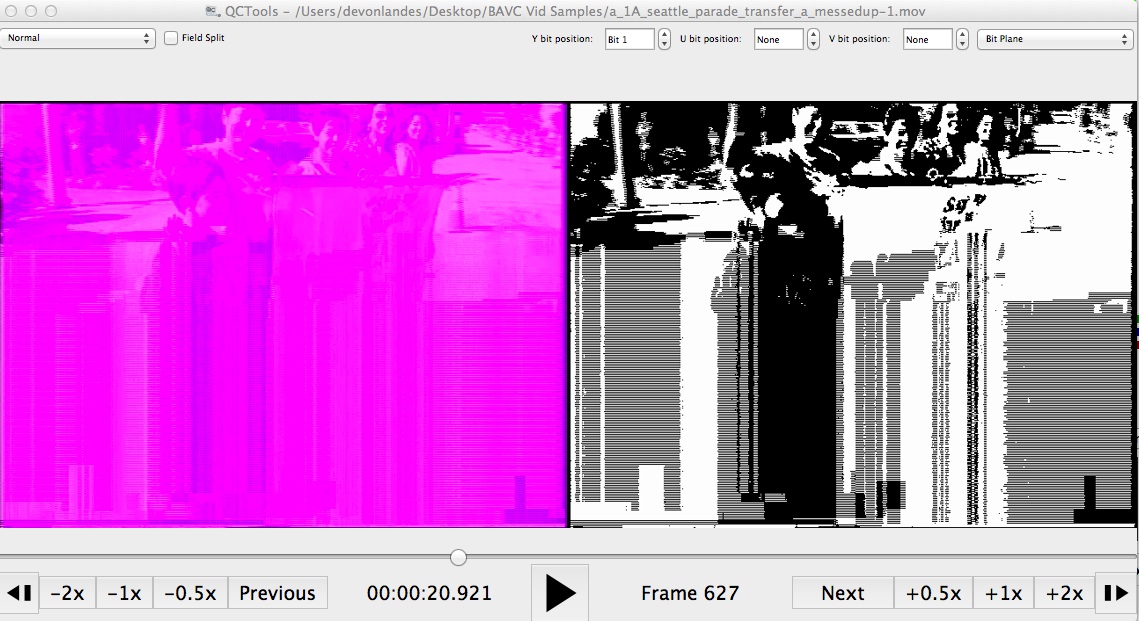 QCTools - /Users/devonlandes/Desktop/BAVC Vid Samples/a_1A_seattle_parade_transfer_a_messedup-1.mov
Normal Field Split Y bit position: Bit 1 U bit position: None V bit position: None Bit Plane
-2x -1x -0.5x Previous 00:00:20.921 Frame 627 Next +0.5x +1x +2x